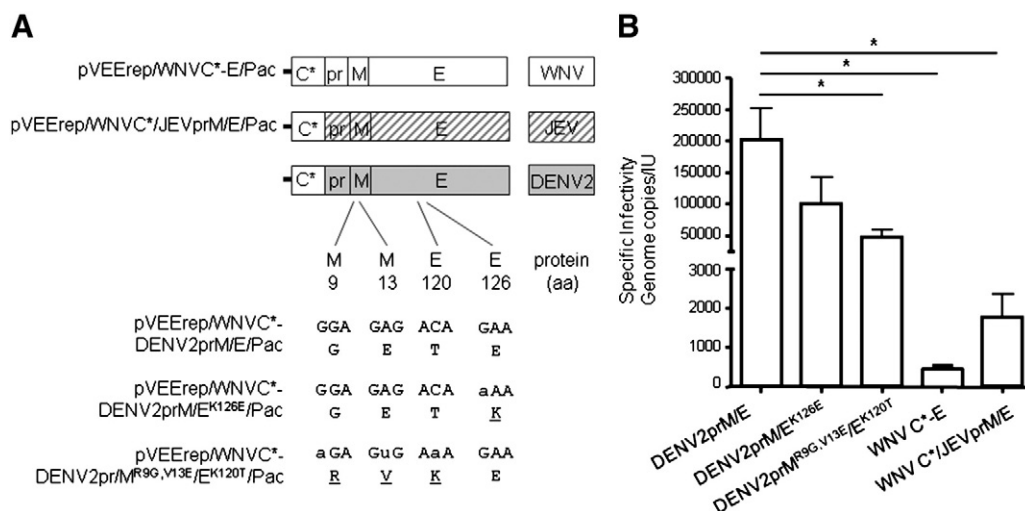 A
pVEErep/WNVC*-E/Pac
C* pr M E
WNV
pVEErep/WNVC*/JEVprM/E/Pac
C* pr M E
JEV
C* pr M E
DENV2
M M E E protein
9 13 120 126 (aa)
pVEErep/WNVC*-
DENV2prM/E/Pac
GGA GAG ACA GAA
G E T E
pVEErep/WNVC*-
DENV2prM/EK126E/Pac
GGA GAG ACA aAA
G E T K
pVEErep/WNVC*-
DENV2pr/MR9G,V13E/EK120T/Pac
aGA GuG AaA GAA
R V K E
B
Specific Infectivity
Genome copies/IU
300000
250000
200000
150000
100000
50000
3000
2000
1000
0
*
*
*
DENV2prM/E
DENV2prM/EK126E
DENV2prMR9G,V13E/EK120T
WNV C*-E
WNV C*/JEVprM/E